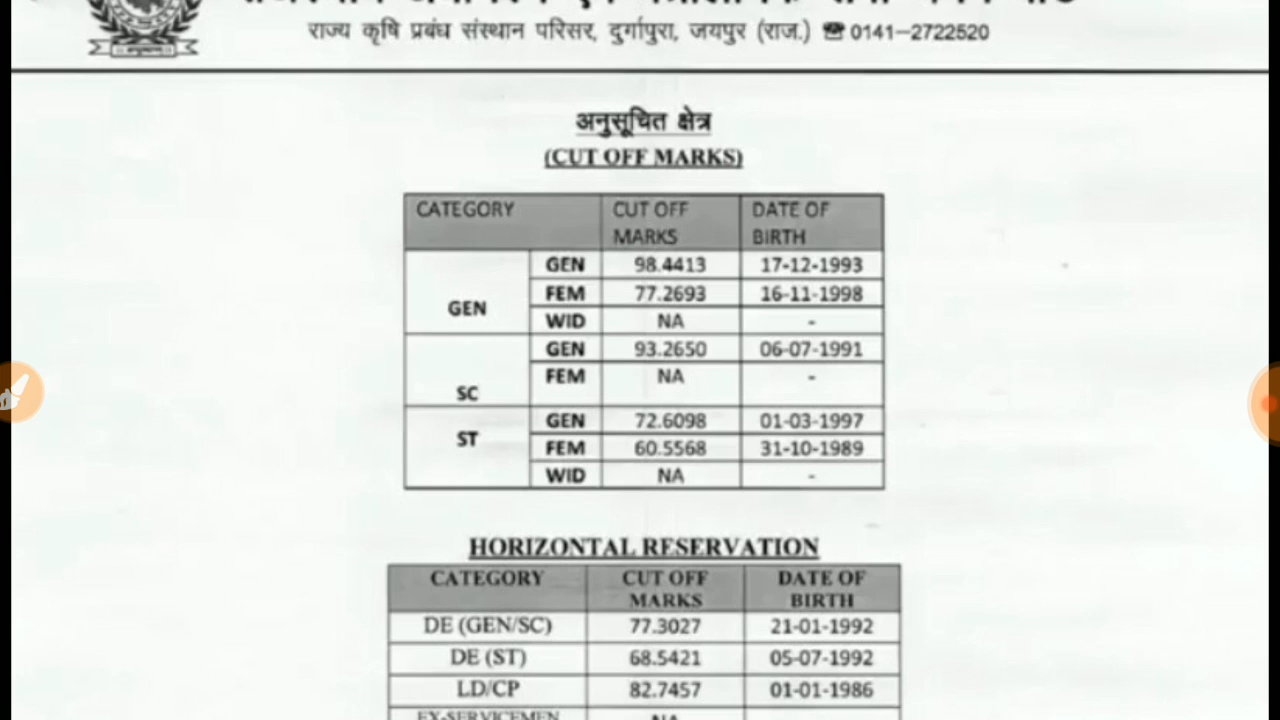 राज्य कृषि प्रबंध संस्थान परिसर, दुर्गापुरा, जयपुर (राज.) ☎ 0141–2722520
अनुसूचित क्षेत्र
(CUT OFF MARKS)
CATEGORY CUT OFF MARKS DATE OF BIRTH
GEN GEN 98.4413 17-12-1993
FEM 77.2693 16-11-1998
WID NA -
SC GEN 93.2650 06-07-1991
FEM NA -
ST GEN 72.6098 01-03-1997
FEM 60.5568 31-10-1989
WID NA -
HORIZONTAL RESERVATION
CATEGORY CUT OFF MARKS DATE OF BIRTH
DE (GEN/SC) 77.3027 21-01-1992
DE (ST) 68.5421 05-07-1992
LD/CP 82.7457 01-01-1986
EX-SERVICEMEN NA